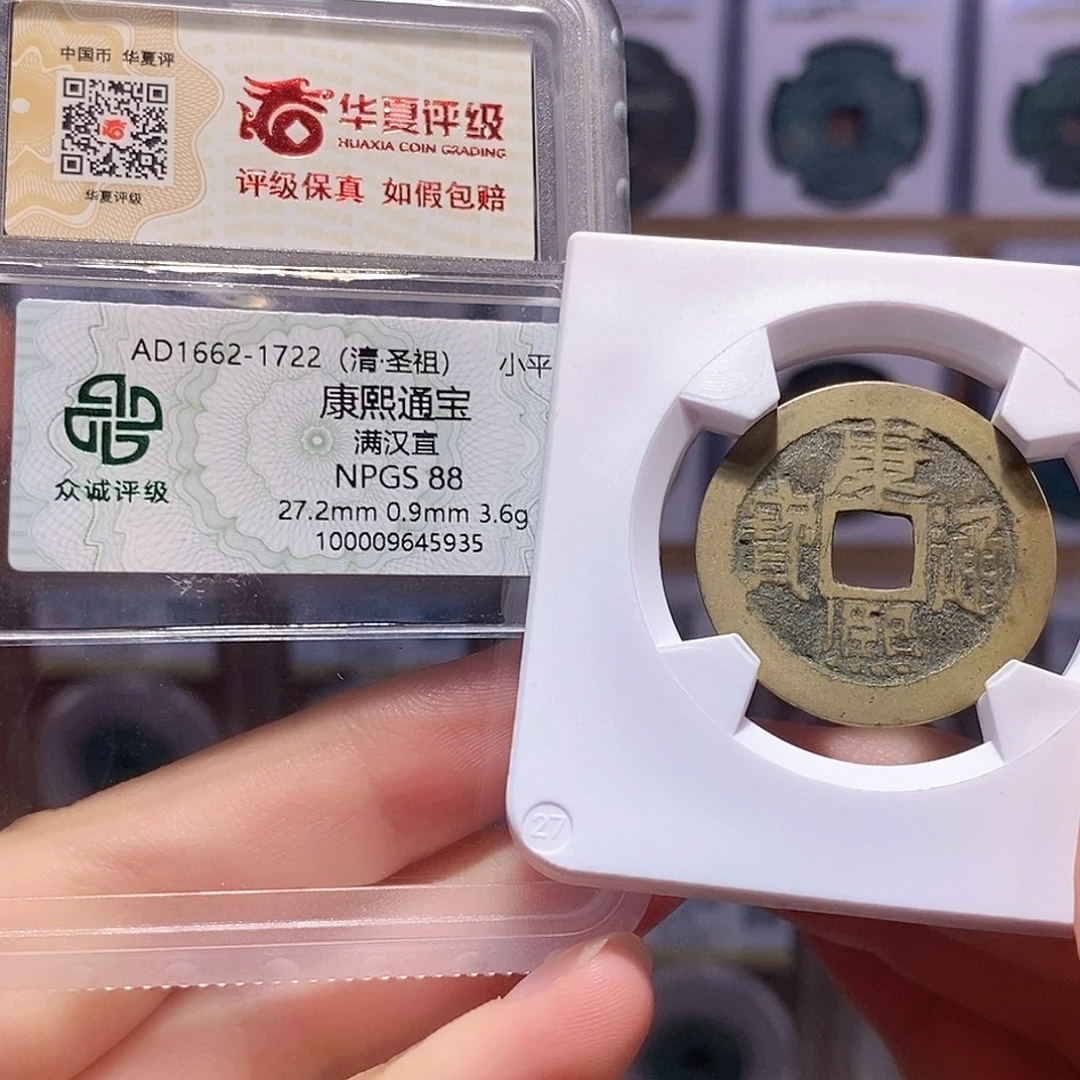 中国币 华夏评
华夏评级
华夏评级
HUAXIA COIN GRADING
评级保真 如假包赔
AD1662-1722（清·圣祖） 小平
康熙通宝
满汉直
NPGS 88
27.2mm 0.9mm 3.6g
100009645935
众诚评级
康熙通寶
27